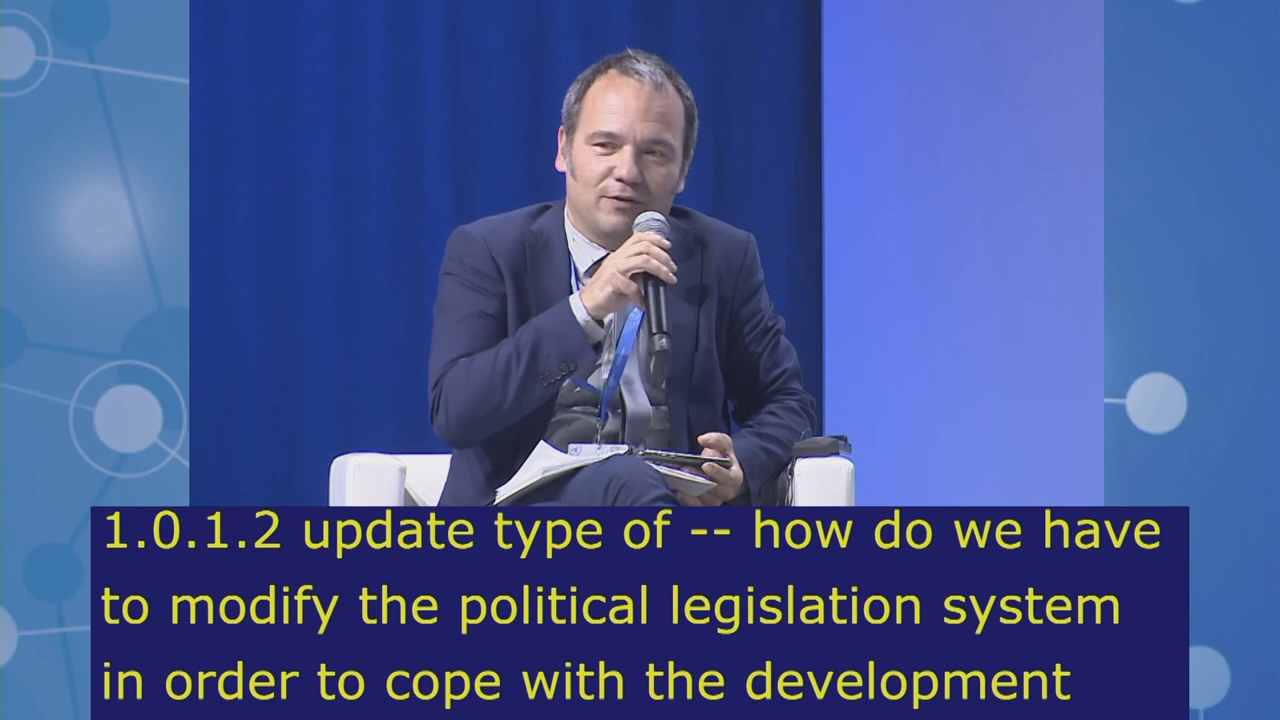 1.0.1.2 update type of -- how do we have
to modify the political legislation system
in order to cope with the development